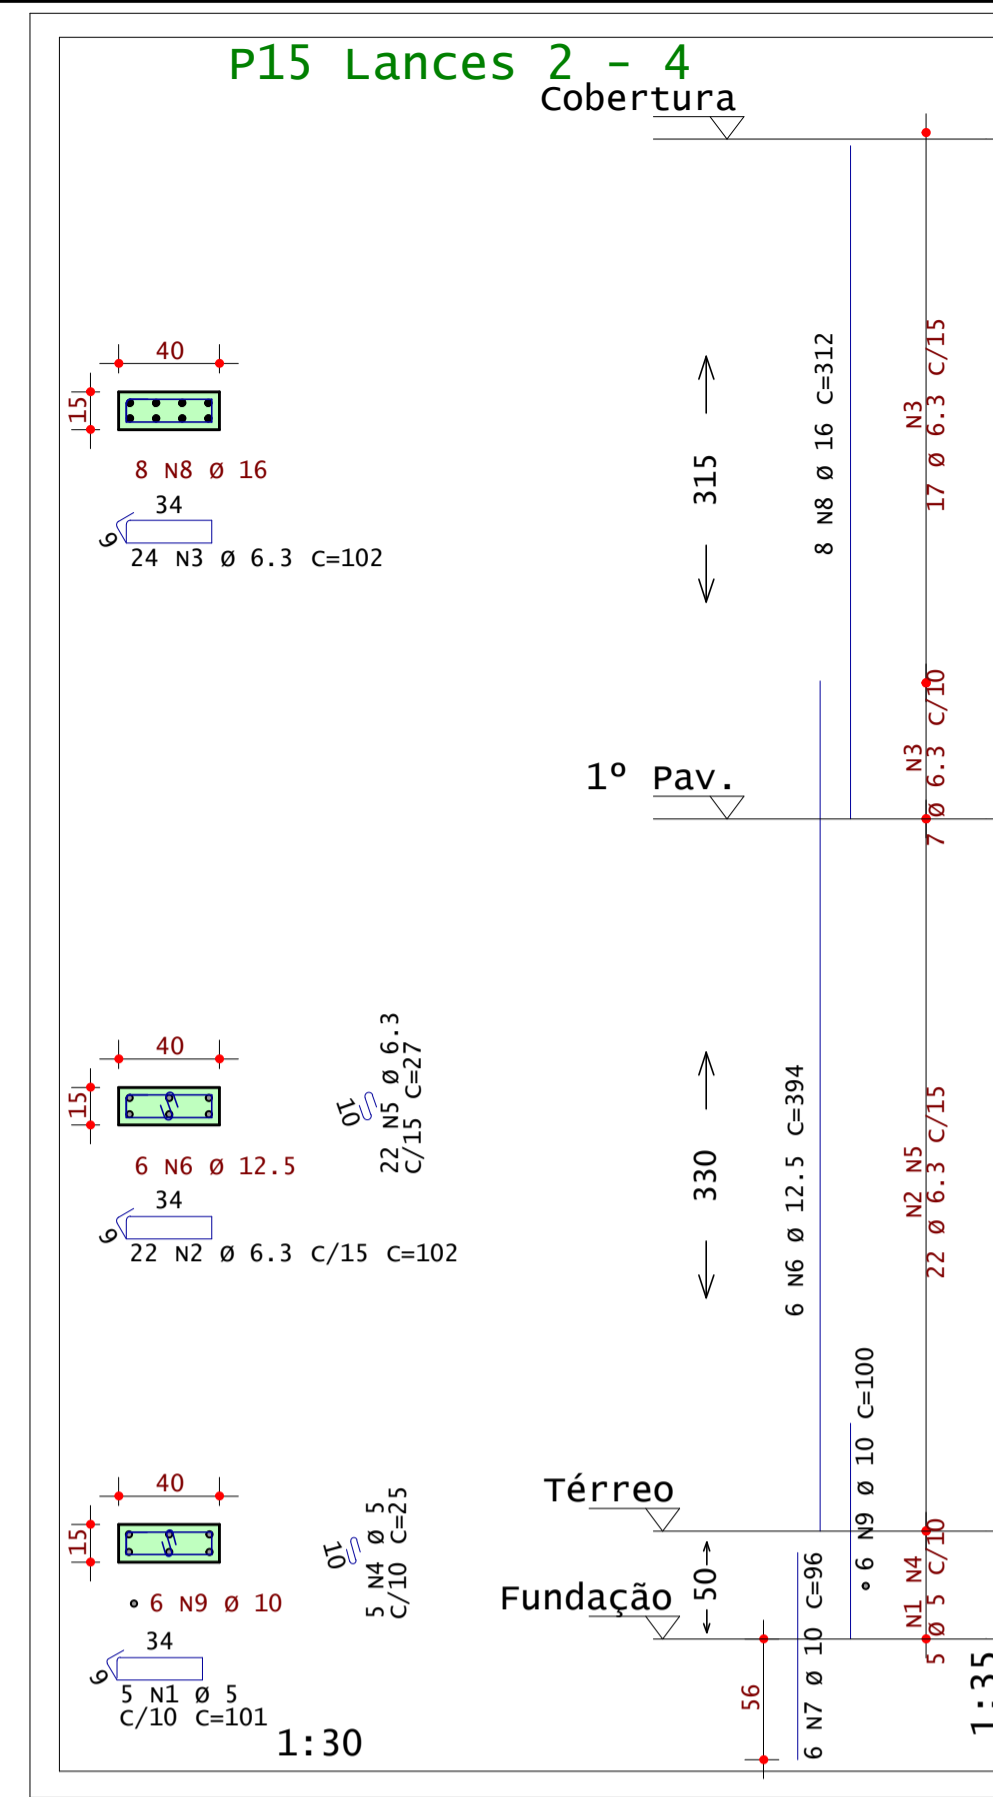 P15 Lances 2 - 4
Cobertura
40
15
8 N8 Ø 16
34
9
24 N3 Ø 6.3 C=102
315
8 N8 Ø 16 C=312
N3
17 Ø 6.3 C/15
N3
7 Ø 6.3 C/10
1º Pav.
40
15
6 N6 Ø 12.5
34
9
22 N2 Ø 6.3 C/15 C=102
10
22 N5 Ø 6.3
C/15 C=27
330
6 N6 Ø 12.5 C=394
N2 N5
22 Ø 6.3 C/15
Térreo
40
15
6 N9 Ø 10
34
9
5 N1 Ø 5
C/10 C=101
10
5 N4 Ø 5
C/10 C=25
50
6 N9 Ø 10 C=100
N1 N4
5 Ø 5 C/10
Fundação
56
6 N7 Ø 10 C=96
1:30
1:35